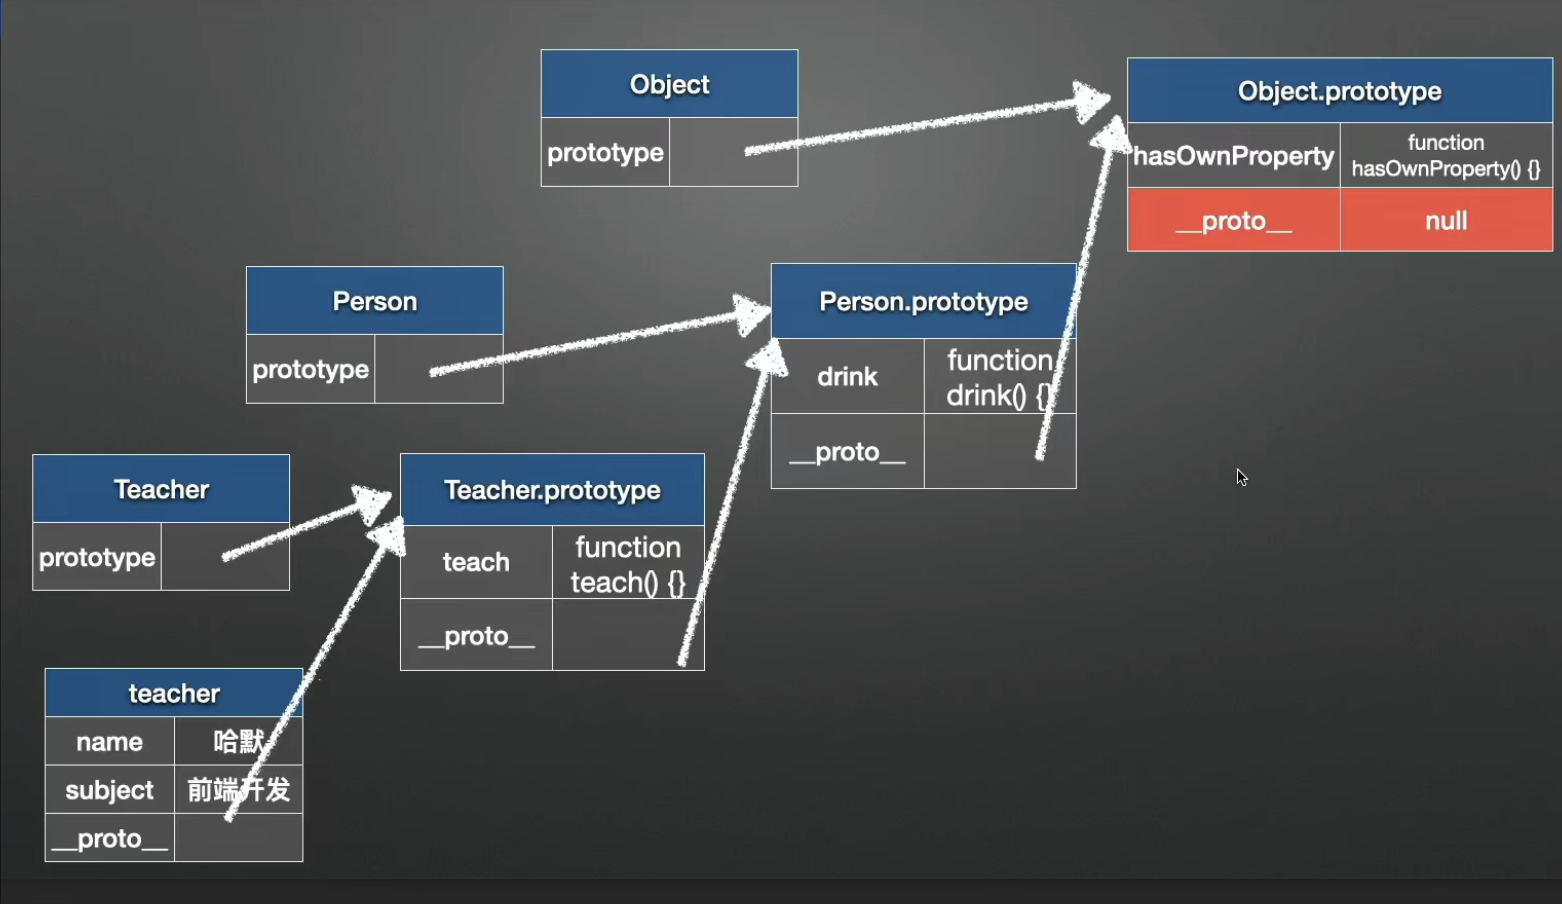 Object
prototype
Object.prototype
hasOwnProperty
function
hasOwnProperty() {}
__proto__
null
Person
prototype
Person.prototype
drink
function
drink() {}
__proto__
Teacher
prototype
Teacher.prototype
teach
function
teach() {}
__proto__
teacher
name
哈默
subject
前端开发
__proto__